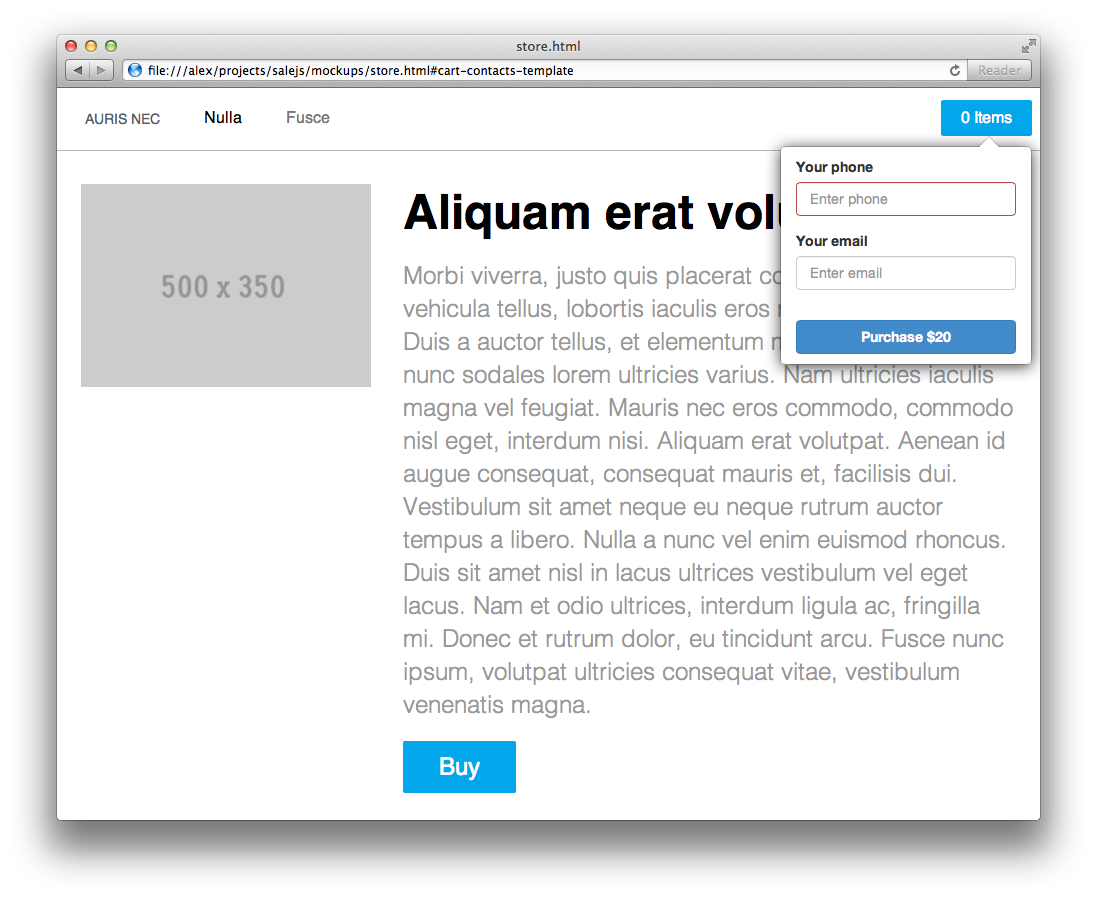 store.html
file:///alex/projects/salejs/mockups/store.html#cart-contacts-template
Reader
AURIS NEC
Nulla
Fusce
0 Items
Your phone
Enter phone
Your email
Enter email
Purchase $20
500 x 350
Aliquam erat
Morbi viverra, justo quis placerat
vehicula tellus, lobortis iaculis eros
Duis a auctor tellus, et elementum
nunc sodales lorem ultricies varius. Nam ultricies iaculis
magna vel feugiat. Mauris nec eros commodo, commodo
nisl eget, interdum nisi. Aliquam erat volutpat. Aenean id
augue consequat, consequat mauris et, facilisis dui.
Vestibulum sit amet neque eu neque rutrum auctor
tempus a libero. Nulla a nunc vel enim euismod rhoncus.
Duis sit amet nisl in lacus ultrices vestibulum vel eget
lacus. Nam et odio ultrices, interdum ligula ac, fringilla
mi. Donec et rutrum dolor, eu tincidunt arcu. Fusce nunc
ipsum, volutpat ultricies consequat vitae, vestibulum
venenatis magna.
Buy